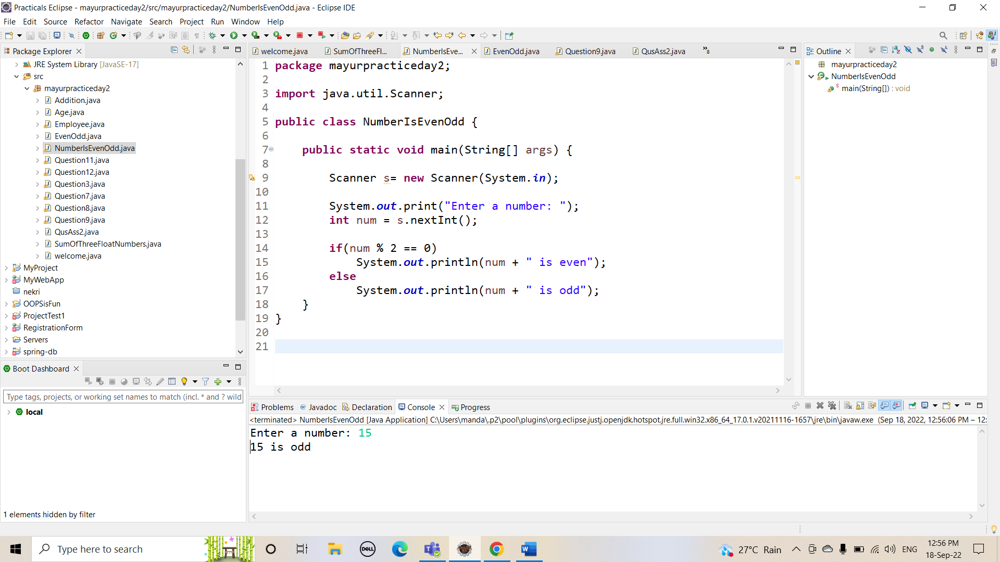 Practicals Eclipse - mayurpracticeday2/src/mayurpracticeday2/NumberIsEvenOdd.java - Eclipse IDE
File Edit Source Refactor Navigate Search Project Run Window Help
Package Explorer
JRE System Library [JavaSE-17]
src
mayurpracticeday2
Addition.java
Age.java
Employee.java
EvenOdd.java
NumberIsEvenOdd.java
Question11.java
Question12.java
Question3.java
Question7.java
Question8.java
Question9.java
QusAss2.java
SumOfThreeFloatNumbers.java
welcome.java
MyProject
MyWebApp
nekri
OOPSisFun
ProjectTest1
RegistrationForm
Servers
spring-db
Boot Dashboard
Type tags, projects, or working set names to match (incl. * and ? wild
local
1 elements hidden by filter
welcome.java SumOfThreeFl... NumberIsEve... EvenOdd.java Question9.java QusAss2.java »8
1 package mayurpracticeday2;
2
3 import java.util.Scanner;
4
5 public class NumberIsEvenOdd {
6
7 public static void main(String[] args) {
8
9 Scanner s= new Scanner(System.in);
10
11 System.out.print("Enter a number: ");
12 int num = s.nextInt();
13
14 if(num % 2 == 0)
15 System.out.println(num + " is even");
16 else
17 System.out.println(num + " is odd");
18 }
19 }
20
21
Outline
mayurpracticeday2
NumberIsEvenOdd
main(String[]) : void
Problems @ Javadoc Declaration Console Progress
<terminated> NumberIsEvenOdd [Java Application] C:\Users\manda\.p2\pool\plugins\org.eclipse.justj.openjdk.hotspot.jre.full.win32.x86_64_17.0.1.v20211116-1657\jre\bin\javaw.exe (Sep 18, 2022, 12:56:06 PM – 12:
Enter a number: 15
15 is odd
Type here to search
DELL
27°C Rain
ENG
12:56 PM
18-Sep-22